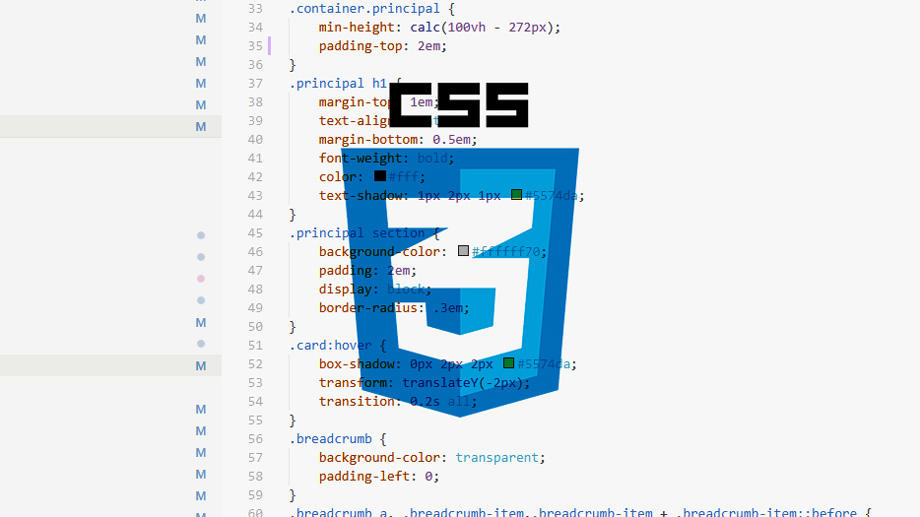 33 .container.principal {
34 min-height: calc(100vh - 272px);
35 padding-top: 2em;
36 }
37 .principal h1 {
CSS
38 margin-top: 1em;
39
40 margin-bottom: 0.5em;
41 font-weight: bold;
42 color: #fff;
43 text-shadow: 1px 2px 1px #5574da;
44 }
45 .principal section {
46 background-color: #ffffff70;
47 padding: 2em;
48 display: block;
49 border-radius: .3em;
50 }
51 .card:hover {
52 box-shadow: 0px 2px 2px #5574da;
53 transform: translateY(-2px);
54 transition: 0.2s all;
55 }
56 .breadcrumb {
57 background-color: transparent;
58 padding-left: 0;
59 }
60 .breadcrumb a, .breadcrumb-item,.breadcrumb-item + .breadcrumb-item::before {
M
M
M
M
M
M
M
M
M
M
M
M
M
M